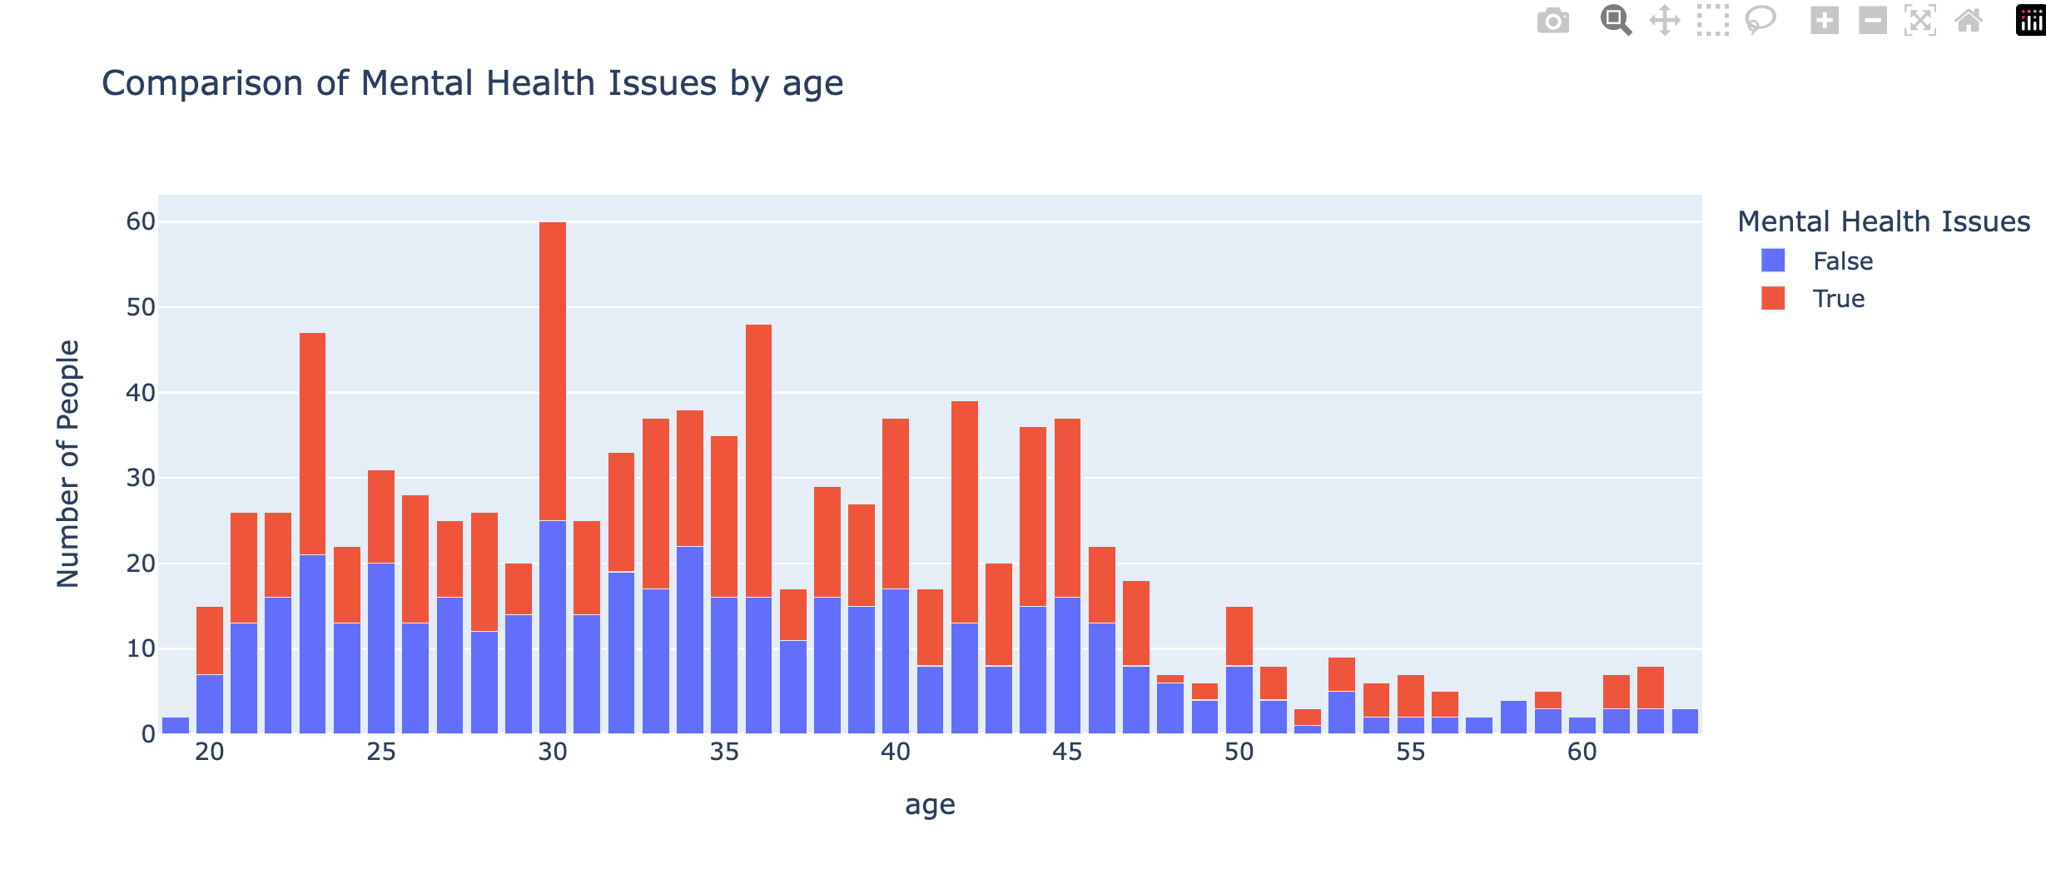 Comparison of Mental Health Issues by age
60
50
40
30
20
10
0
Number of People
20 25 30 35 40 45 50 55 60
age
Mental Health Issues
False
True